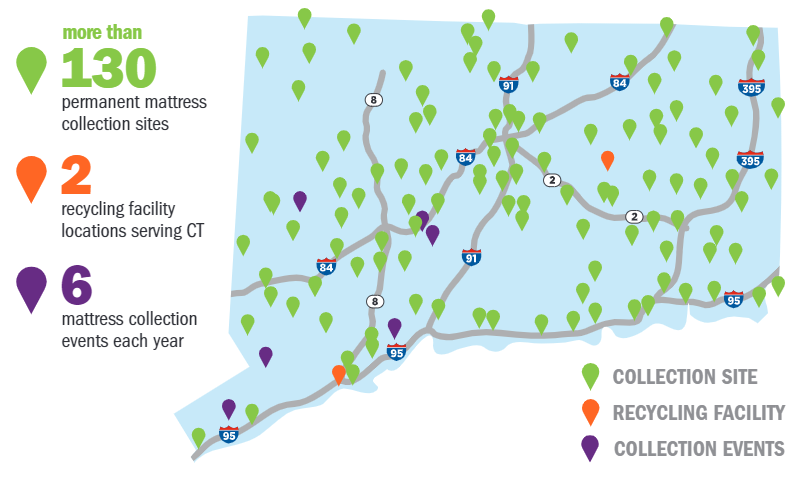 more than
130
permanent mattress
collection sites
2
recycling facility
locations serving CT
6
mattress collection
events each year
8
91
84
395
84
395
2
2
84
91
8
95
95
95
COLLECTION SITE
RECYCLING FACILITY
COLLECTION EVENTS